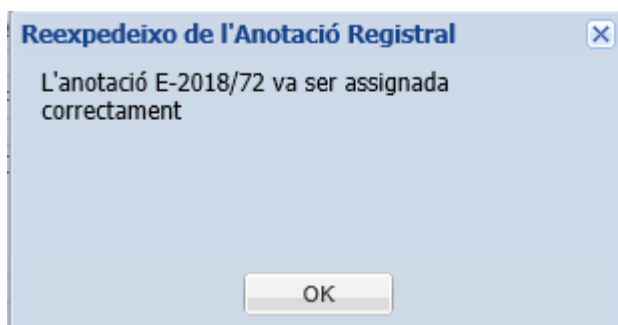 Reexpedeixo de l'Anotació Registral
L'anotació E-2018/72 va ser assignada
correctament
OK